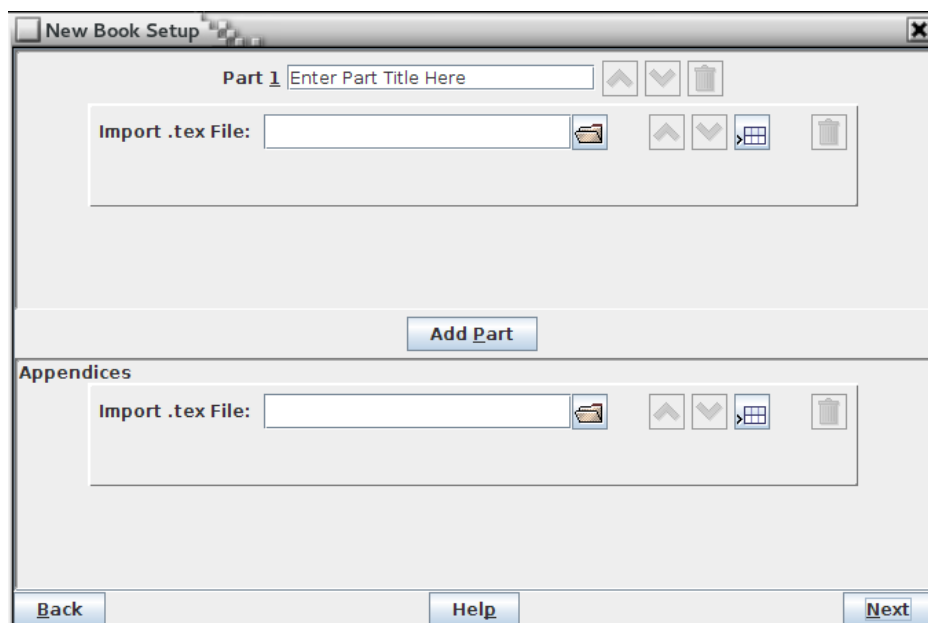 New Book Setup
Part 1 Enter Part Title Here
Import .tex File:
Add Part
Appendices
Import .tex File:
Back Help Next